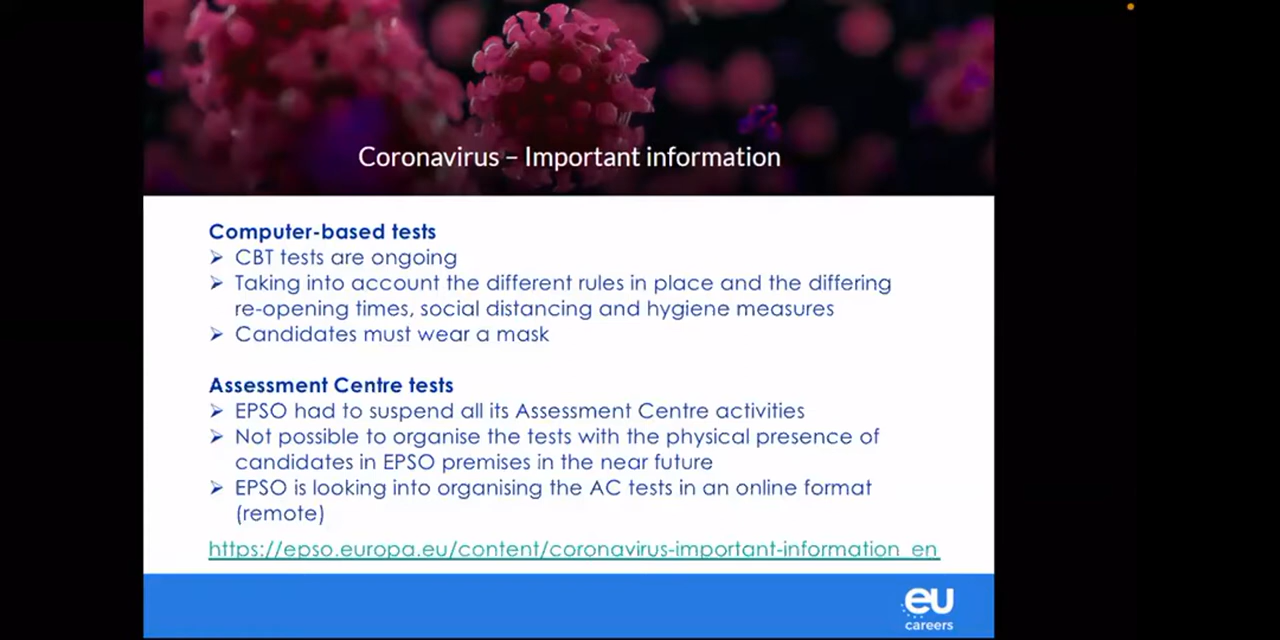 Coronavirus – Important information
Computer-based tests
➢ CBT tests are ongoing
➢ Taking into account the different rules in place and the differing
re-opening times, social distancing and hygiene measures
➢ Candidates must wear a mask
Assessment Centre tests
➢ EPSO had to suspend all its Assessment Centre activities
➢ Not possible to organise the tests with the physical presence of
candidates in EPSO premises in the near future
➢ EPSO is looking into organising the AC tests in an online format
(remote)
https://epso.europa.eu/content/coronavirus-important-information_en
eu
careers